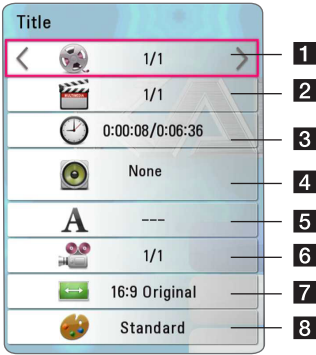 Title
1/1 1
1/1 2
0:00:08/0:06:36 3
None 4
A --- 5
1/1 6
16:9 Original 7
Standard 8